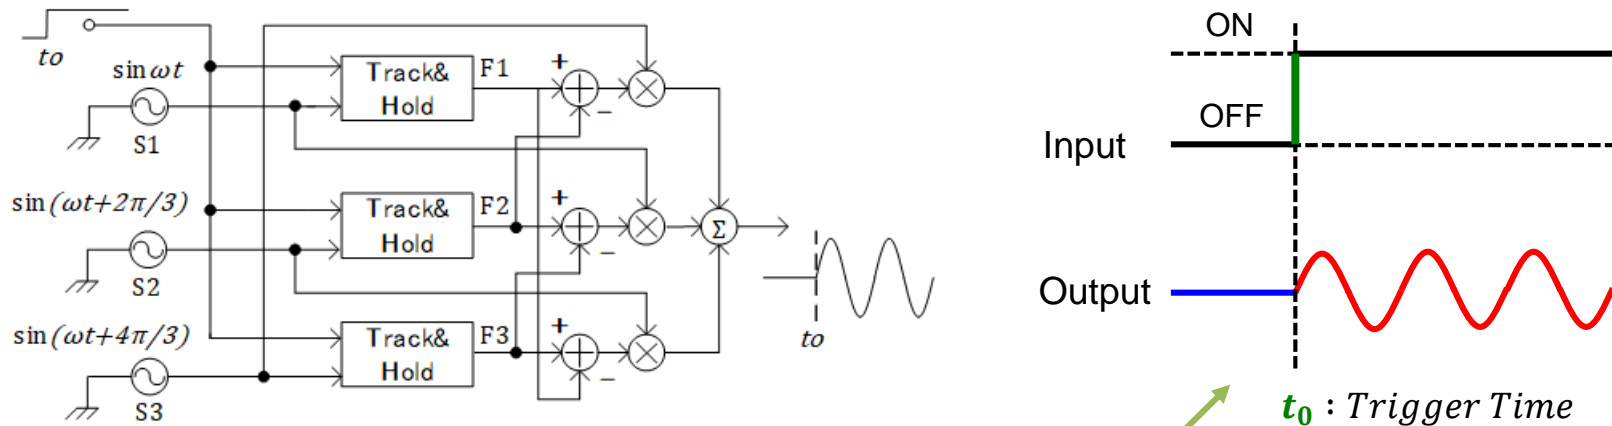 to
sin ωt
S1
Track&
Hold
F1
+
−
sin(ωt+2π/3)
S2
Track&
Hold
F2
+
−
Σ
sin(ωt+4π/3)
S3
Track&
Hold
F3
+
−
to
ON
OFF
Input
Output
t₀ : Trigger Time